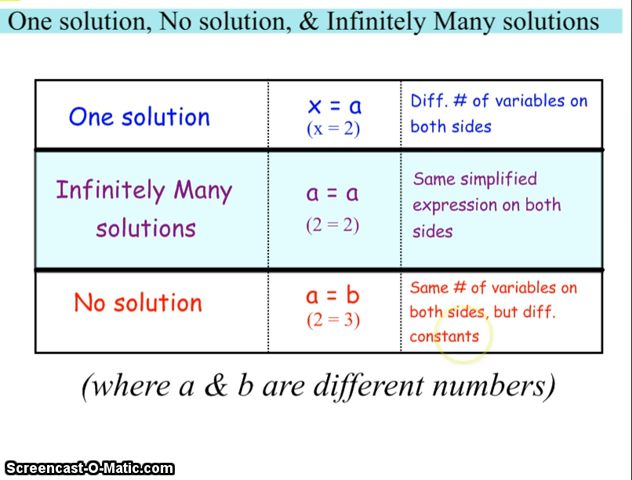 One solution, No solution, & Infinitely Many solutions
One solution
x = a
(x = 2)
Diff. # of variables on
both sides
Infinitely Many
solutions
a = a
(2 = 2)
Same simplified
expression on both
sides
No solution
a = b
(2 = 3)
Same # of variables on
both sides, but diff.
constants
(where a & b are different numbers)
Screencast-O-Matic.com